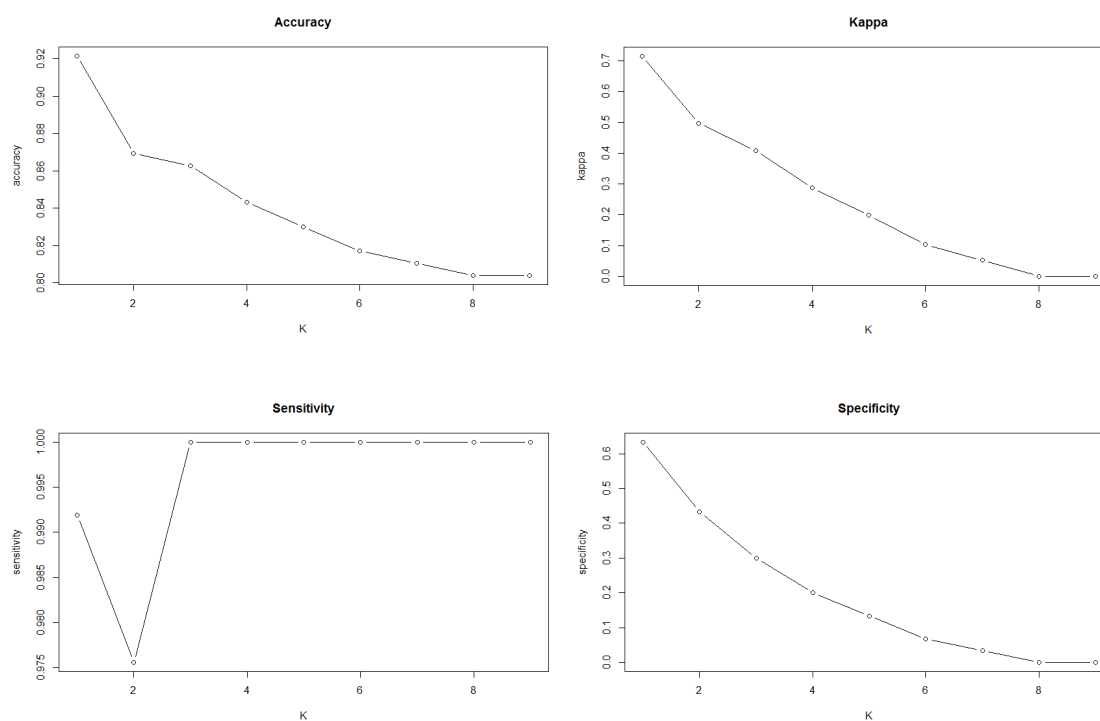 Accuracy
accuracy
0.80 0.82 0.84 0.86 0.88 0.90 0.92
2 4 6 8
K
Kappa
kappa
0.0 0.1 0.2 0.3 0.4 0.5 0.6 0.7
2 4 6 8
K
Sensitivity
sensitivity
0.975 0.980 0.985 0.990 0.995 1.000
2 4 6 8
K
Specificity
specificity
0.0 0.1 0.2 0.3 0.4 0.5 0.6
2 4 6 8
K